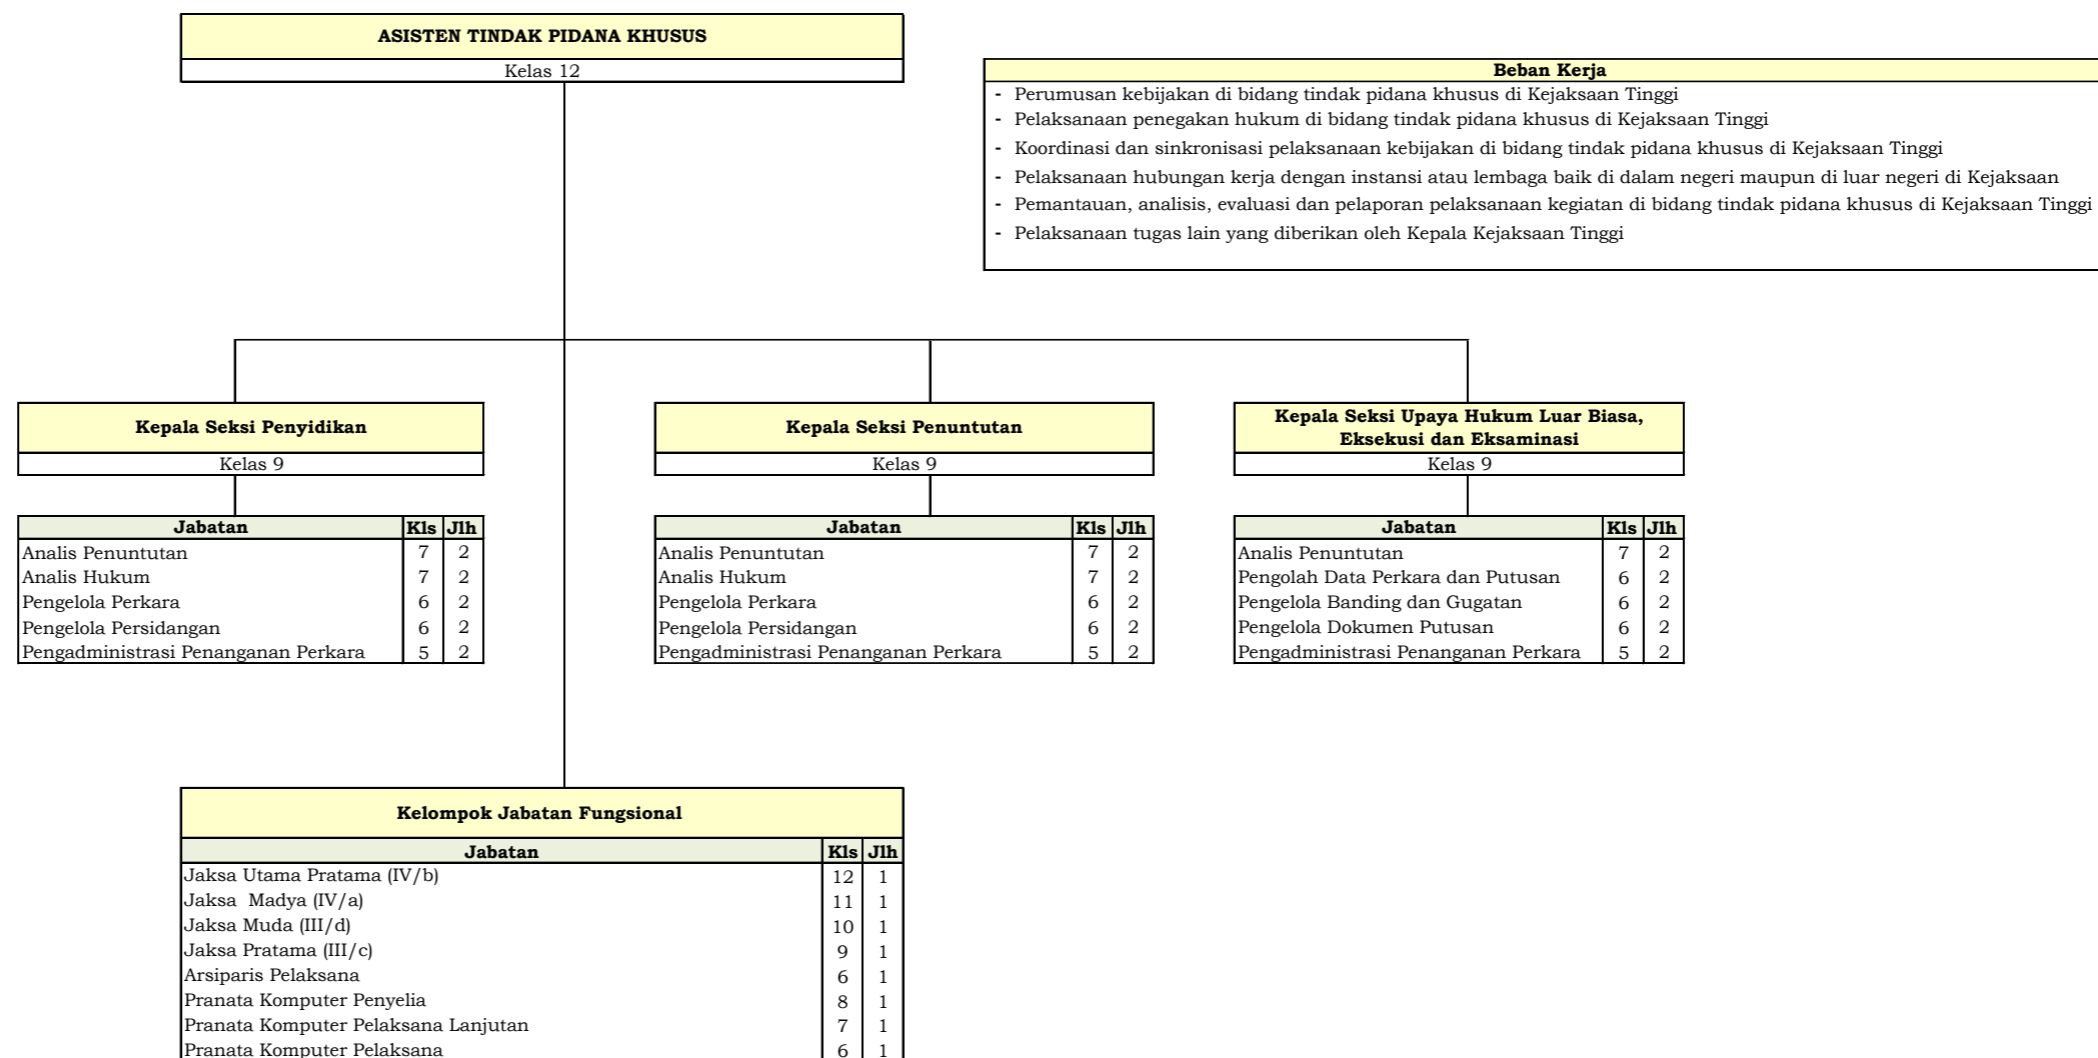 ASISTEN TINDAK PIDANA KHUSUS
Kelas 12
Beban Kerja
- Perumusan kebijakan di bidang tindak pidana khusus di Kejaksaan Tinggi
- Pelaksanaan penegakan hukum di bidang tindak pidana khusus di Kejaksaan Tinggi
- Koordinasi dan sinkronisasi pelaksanaan kebijakan di bidang tindak pidana khusus di Kejaksaan Tinggi
- Pelaksanaan hubungan kerja dengan instansi atau lembaga baik di dalam negeri maupun di luar negeri di Kejaksaan
- Pemantauan, analisis, evaluasi dan pelaporan pelaksanaan kegiatan di bidang tindak pidana khusus di Kejaksaan Tinggi
- Pelaksanaan tugas lain yang diberikan oleh Kepala Kejaksaan Tinggi
Kepala Seksi Penyidikan
Kelas 9
Jabatan Kls Jlh
Analis Penuntutan 7 2
Analis Hukum 7 2
Pengelola Perkara 6 2
Pengelola Persidangan 6 2
Pengadministrasi Penanganan Perkara 5 2
Kepala Seksi Penuntutan
Kelas 9
Jabatan Kls Jlh
Analis Penuntutan 7 2
Analis Hukum 7 2
Pengelola Perkara 6 2
Pengelola Persidangan 6 2
Pengadministrasi Penanganan Perkara 5 2
Kepala Seksi Upaya Hukum Luar Biasa,
Eksekusi dan Eksaminasi
Kelas 9
Jabatan Kls Jlh
Analis Penuntutan 7 2
Pengolah Data Perkara dan Putusan 6 2
Pengelola Banding dan Gugatan 6 2
Pengelola Dokumen Putusan 6 2
Pengadministrasi Penanganan Perkara 5 2
Kelompok Jabatan Fungsional
Jabatan Kls Jlh
Jaksa Utama Pratama (IV/b) 12 1
Jaksa Madya (IV/a) 11 1
Jaksa Muda (III/d) 10 1
Jaksa Pratama (III/c) 9 1
Arsiparis Pelaksana 6 1
Pranata Komputer Penyelia 8 1
Pranata Komputer Pelaksana Lanjutan 7 1
Pranata Komputer Pelaksana 6 1